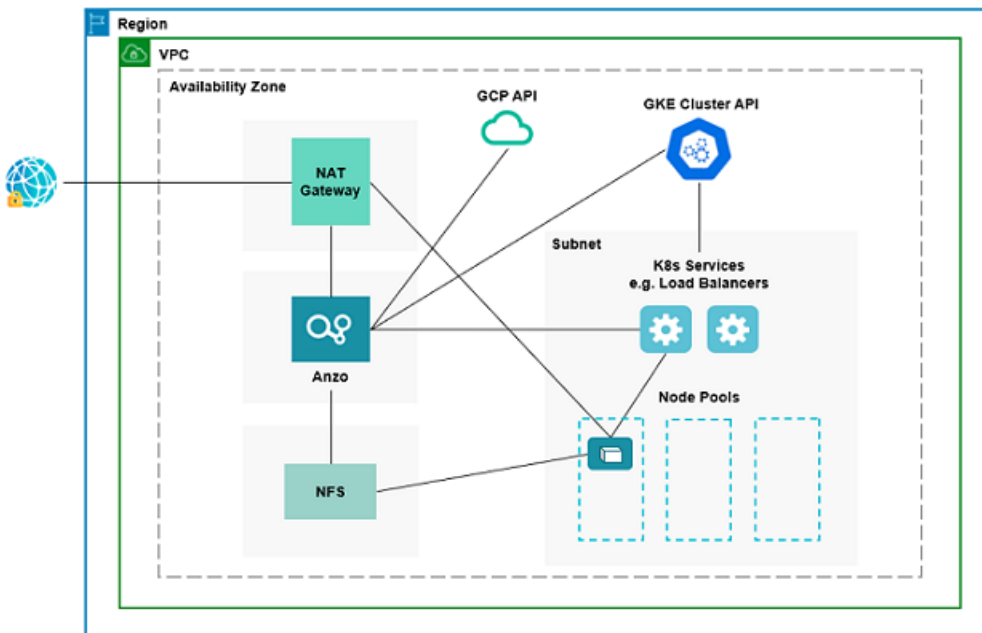 Region
VPC
Availability Zone
GCP API
GKE Cluster API
NAT
Gateway
Subnet
K8s Services
e.g. Load Balancers
Anzo
Node Pools
NFS